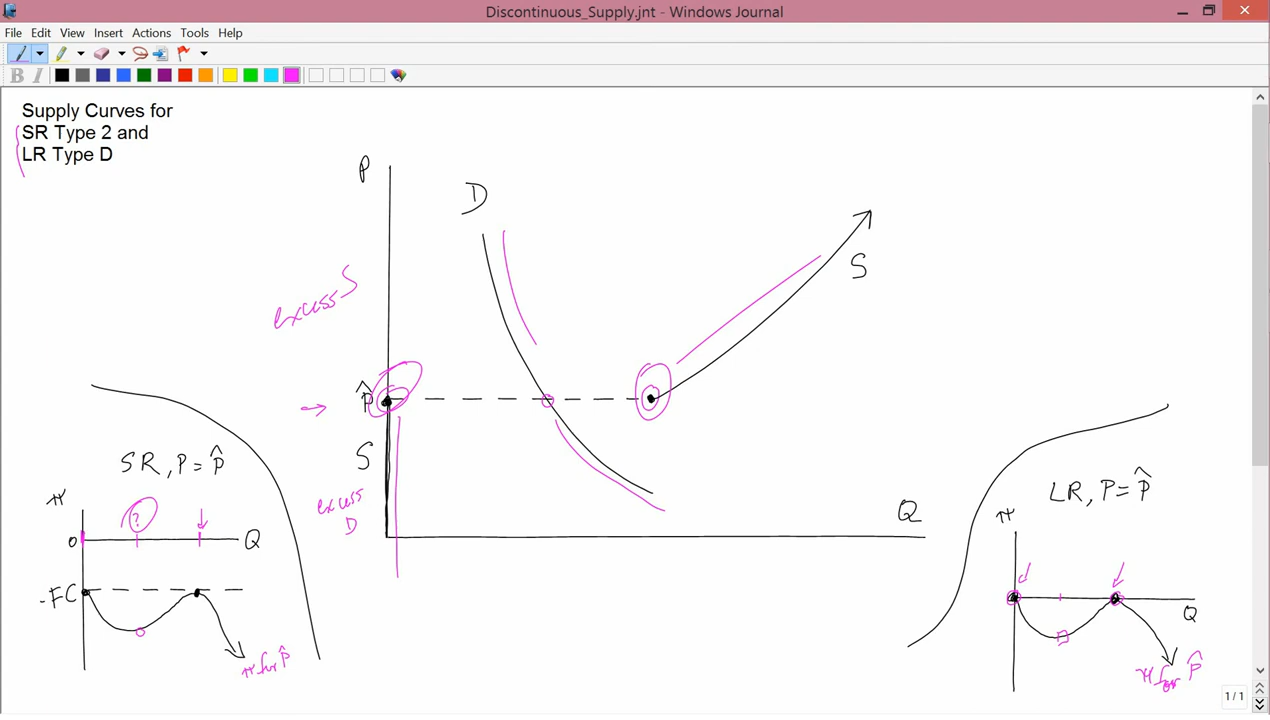 Discontinuous_Supply.jnt - Windows Journal
File Edit View Insert Actions Tools Help
B I
Supply Curves for
SR Type 2 and
LR Type D
P
D
S
excess S
P̂
S
excess
D
Q
SR, P = P̂
π
?
0
Q
-FC
π for P̂
LR, P = P̂
π
Q
π for P̂
1 / 1